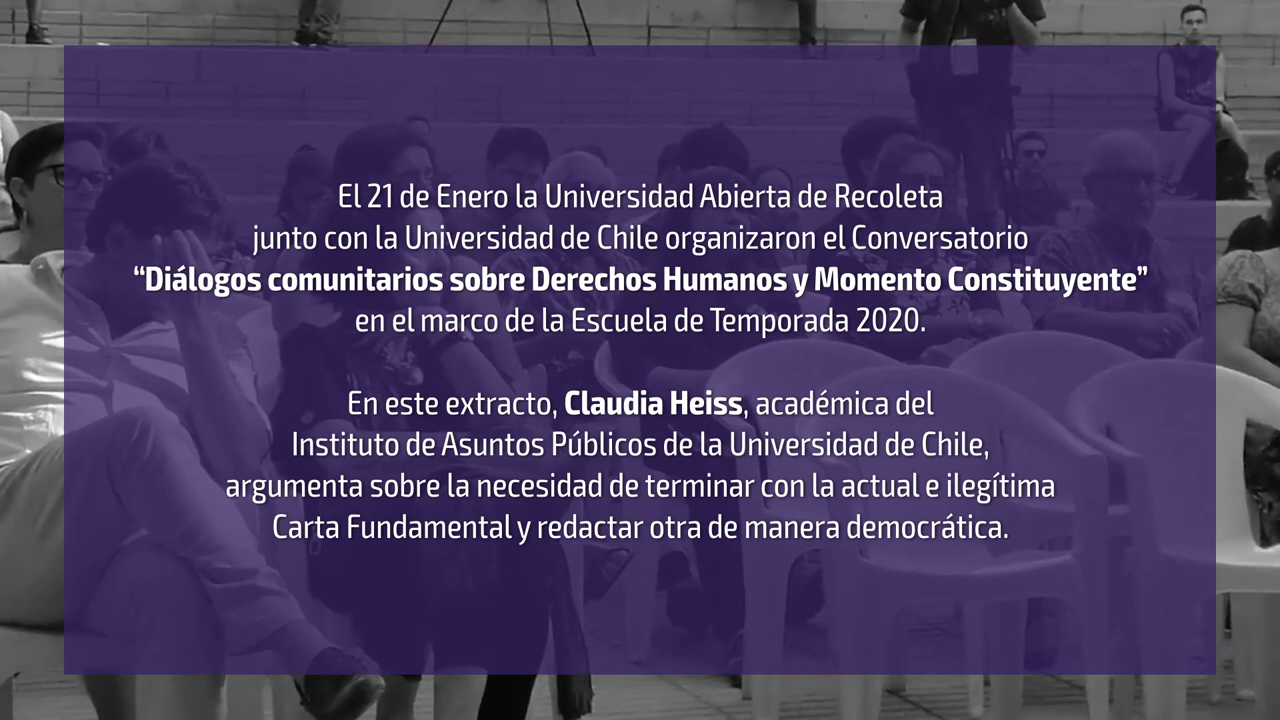 El 21 de Enero la Universidad Abierta de Recoleta
junto con la Universidad de Chile organizaron el Conversatorio
“Diálogos comunitarios sobre Derechos Humanos y Momento Constituyente”
en el marco de la Escuela de Temporada 2020.
En este extracto, Claudia Heiss, académica del
Instituto de Asuntos Públicos de la Universidad de Chile,
argumenta sobre la necesidad de terminar con la actual e ilegítima
Carta Fundamental y redactar otra de manera democrática.